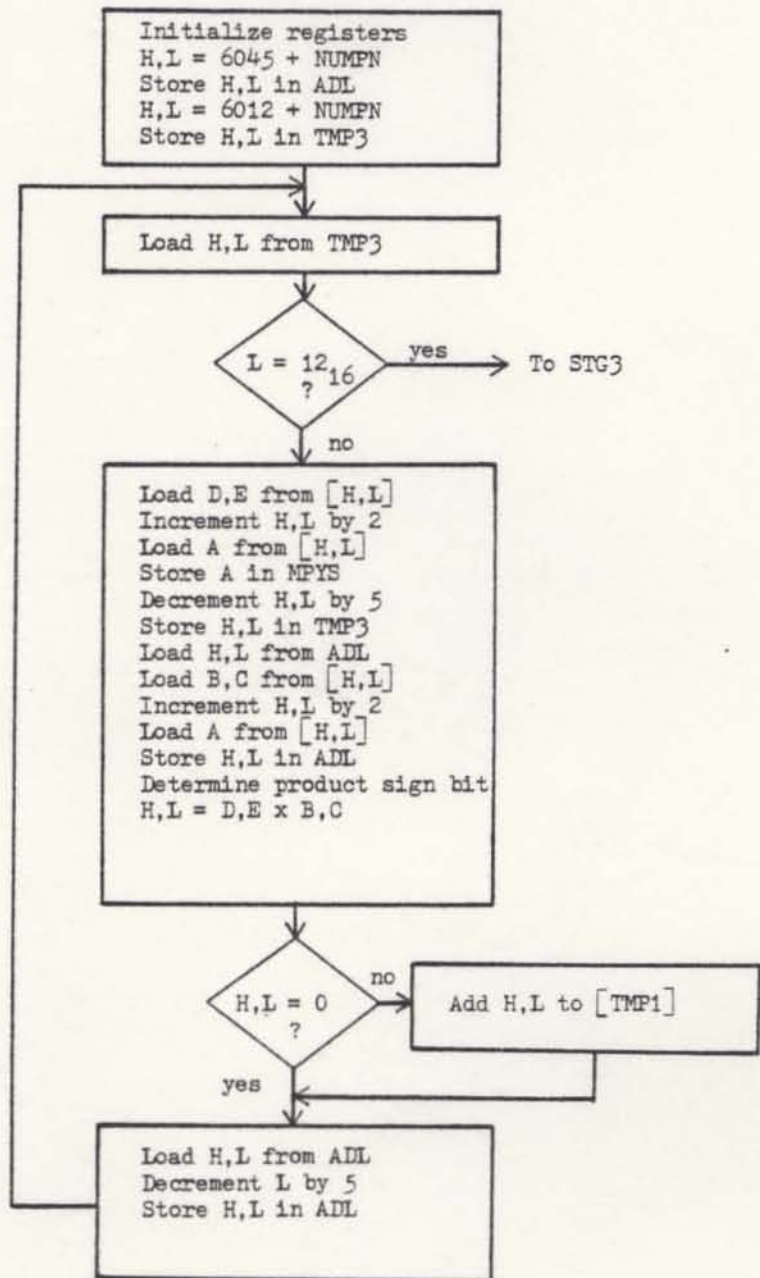 Initialize registers
H,L = 6045 + NUMPN
Store H,L in ADL
H,L = 6012 + NUMPN
Store H,L in TMP3
Load H,L from TMP3
L = 12₁₆
?
yes
To STG3
no
Load D,E from [H,L]
Increment H,L by 2
Load A from [H,L]
Store A in MPYS
Decrement H,L by 5
Store H,L in TMP3
Load H,L from ADL
Load B,C from [H,L]
Increment H,L by 2
Load A from [H,L]
Store H,L in ADL
Determine product sign bit
H,L = D,E x B,C
H,L = 0
?
no
Add H,L to [TMP1]
yes
Load H,L from ADL
Decrement L by 5
Store H,L in ADL